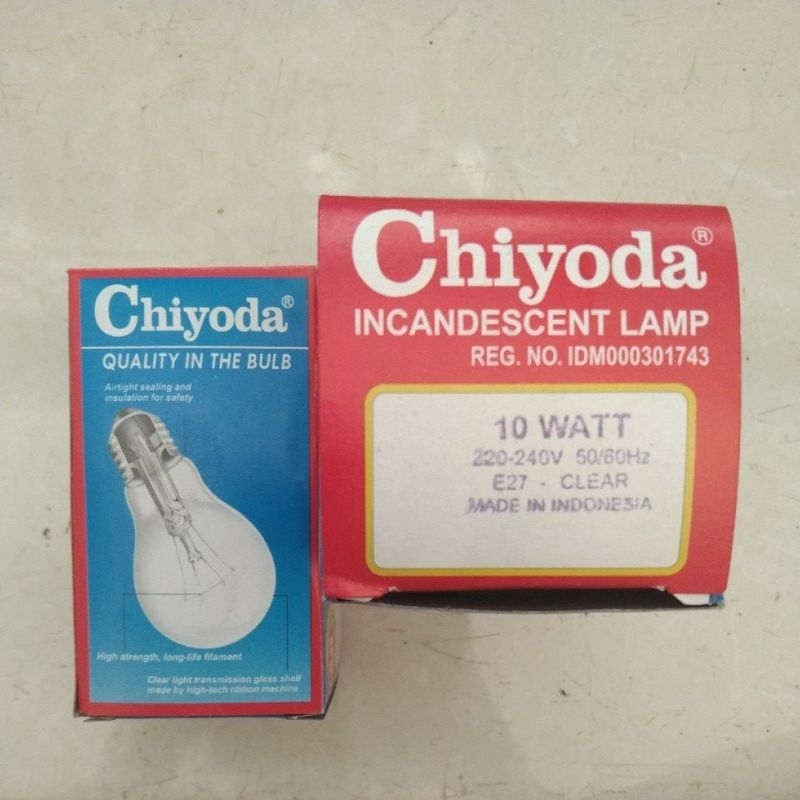 Chiyoda®
QUALITY IN THE BULB
Airtight sealing and
insulation for safety
High strength, long-life filament
Clear light transmission glass shell
made by high-tech ribbon machine
Chiyoda®
INCANDESCENT LAMP
REG. NO. IDM000301743
10 WATT
220-240V 50/60Hz
E27 - CLEAR
MADE IN INDONESIA